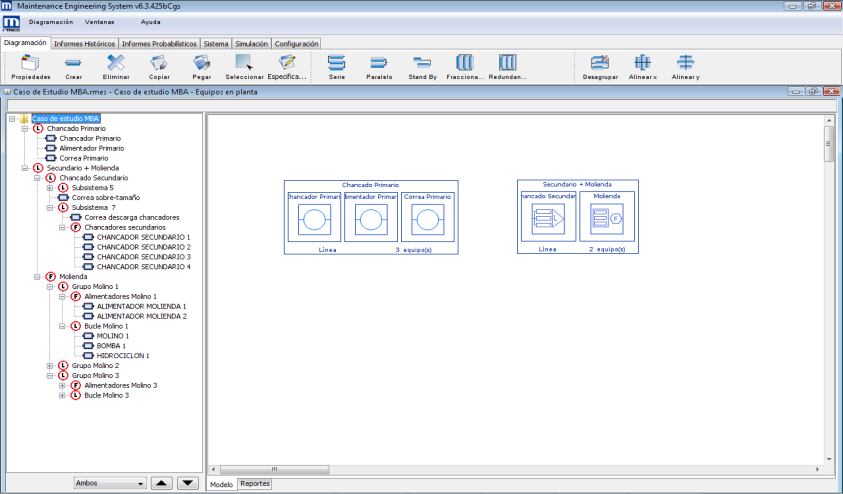 Maintenance Engineering System v6.3.425bCgs
Diagramación Ventanas Ayuda
Diagramación Informes Históricos Informes Probabilísticos Sistema Simulación Configuración
Propiedades Crear Eliminar Copiar Pegar Seleccionar Especifica... Serie Paralelo Stand By Fracciona... Redundan... Desagrupar Alinear x Alinear y
Caso de Estudio MBA.rmes - Caso de estudio MBA - Equipos en planta
Caso de estudio MBA
L Chancado Primario
Chancador Primario
Alimentador Primario
Correa Primario
L Secundario + Molienda
L Chancado Secundario
L Subsistema 5
Correa sobre-tamaño
L Subsistema 7
Correa descarga chancadores
F Chancadores secundarios
CHANCADOR SECUNDARIO 1
CHANCADOR SECUNDARIO 2
CHANCADOR SECUNDARIO 3
CHANCADOR SECUNDARIO 4
F Molienda
L Grupo Molino 1
F Alimentadores Molino 1
ALIMENTADOR MOLIENDA 1
ALIMENTADOR MOLIENDA 2
L Bucle Molino 1
MOLINO 1
BOMBA 1
HIDROCICLON 1
L Grupo Molino 2
L Grupo Molino 3
F Alimentadores Molino 3
L Bucle Molino 3
Ambos
Chancado Primario
hancador Primari limentador Primar Correa Primario
Línea 3 equipo(s)
Secundario + Molienda
hancado Secundar Molienda
L F
Línea 2 equipo(s)
Modelo Reportes